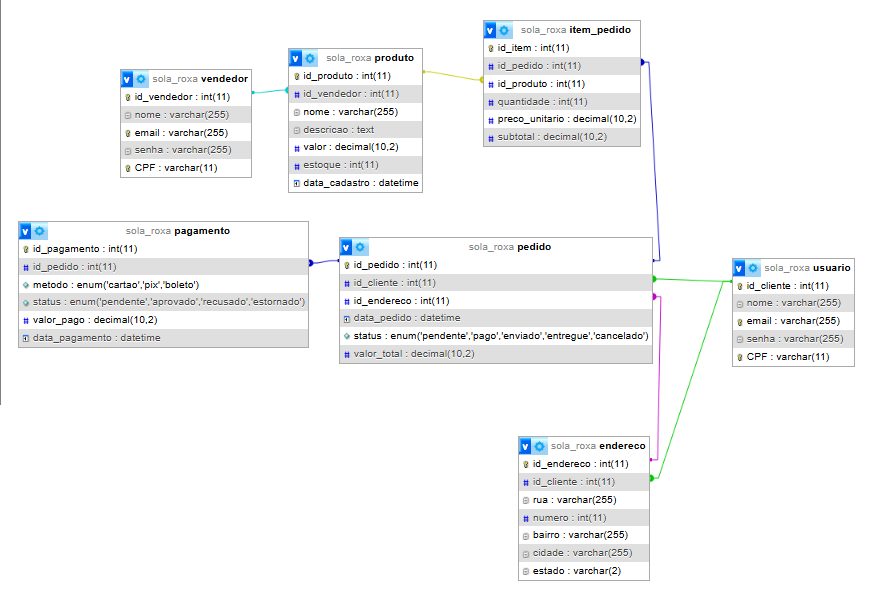 sola_roxa vendedor
id_vendedor : int(11)
nome : varchar(255)
email : varchar(255)
senha : varchar(255)
CPF : varchar(11)
sola_roxa produto
id_produto : int(11)
id_vendedor : int(11)
nome : varchar(255)
descricao : text
valor : decimal(10,2)
estoque : int(11)
data_cadastro : datetime
sola_roxa item_pedido
id_item : int(11)
id_pedido : int(11)
id_produto : int(11)
quantidade : int(11)
preco_unitario : decimal(10,2)
subtotal : decimal(10,2)
sola_roxa pagamento
id_pagamento : int(11)
id_pedido : int(11)
metodo : enum('cartao','pix','boleto')
status : enum('pendente','aprovado','recusado','estornado')
valor_pago : decimal(10,2)
data_pagamento : datetime
sola_roxa pedido
id_pedido : int(11)
id_cliente : int(11)
id_endereco : int(11)
data_pedido : datetime
status : enum('pendente','pago','enviado','entregue','cancelado')
valor_total : decimal(10,2)
sola_roxa usuario
id_cliente : int(11)
nome : varchar(255)
email : varchar(255)
senha : varchar(255)
CPF : varchar(11)
sola_roxa endereco
id_endereco : int(11)
id_cliente : int(11)
rua : varchar(255)
numero : int(11)
bairro : varchar(255)
cidade : varchar(255)
estado : varchar(2)